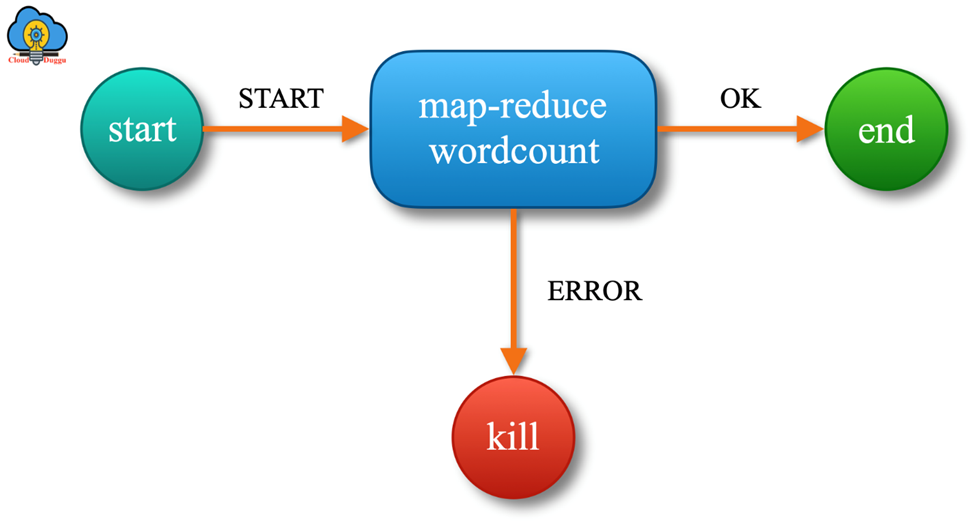 Cloud Duggu
start
START
map-reduce
wordcount
OK
end
ERROR
kill